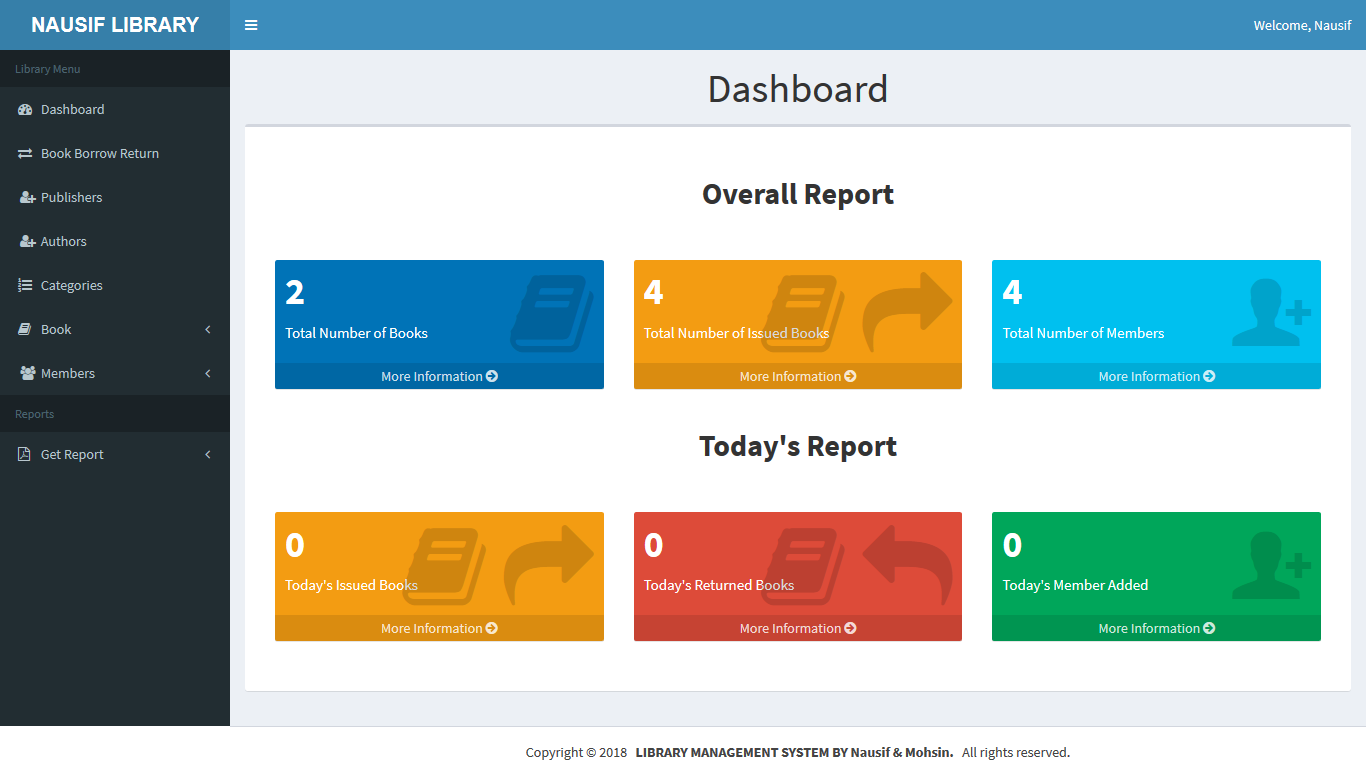 NAUSIF LIBRARY
Welcome, Nausif
Library Menu
Dashboard
Book Borrow Return
Publishers
Authors
Categories
Book
Members
Reports
Get Report
Dashboard
Overall Report
2
Total Number of Books
More Information
4
Total Number of Issued Books
More Information
4
Total Number of Members
More Information
Today's Report
0
Today's Issued Books
More Information
0
Today's Returned Books
More Information
0
Today's Member Added
More Information
Copyright © 2018 LIBRARY MANAGEMENT SYSTEM BY Nausif & Mohsin. All rights reserved.